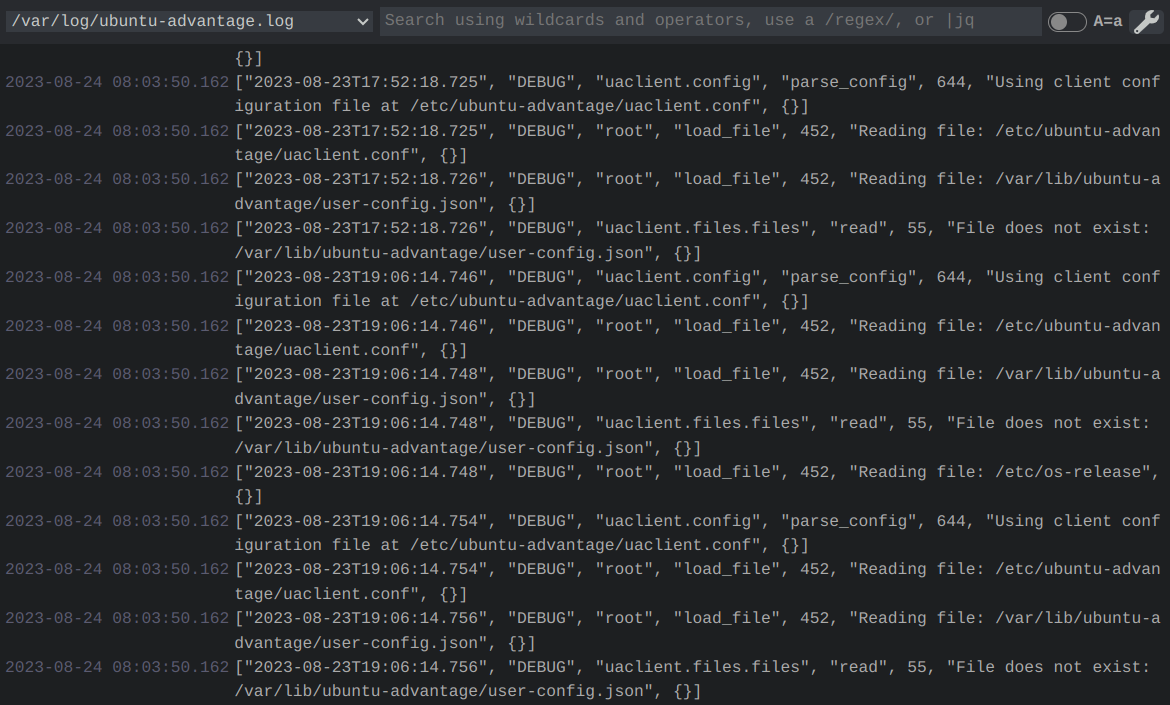 /var/log/ubuntu-advantage.log Search using wildcards and operators, use a /regex/, or |jq A=a
{}]
2023-08-24 08:03:50.162 ["2023-08-23T17:52:18.725", "DEBUG", "uaclient.config", "parse_config", 644, "Using client conf
iguration file at /etc/ubuntu-advantage/uaclient.conf", {}]
2023-08-24 08:03:50.162 ["2023-08-23T17:52:18.725", "DEBUG", "root", "load_file", 452, "Reading file: /etc/ubuntu-advan
tage/uaclient.conf", {}]
2023-08-24 08:03:50.162 ["2023-08-23T17:52:18.726", "DEBUG", "root", "load_file", 452, "Reading file: /var/lib/ubuntu-a
dvantage/user-config.json", {}]
2023-08-24 08:03:50.162 ["2023-08-23T17:52:18.726", "DEBUG", "uaclient.files.files", "read", 55, "File does not exist:
/var/lib/ubuntu-advantage/user-config.json", {}]
2023-08-24 08:03:50.162 ["2023-08-23T19:06:14.746", "DEBUG", "uaclient.config", "parse_config", 644, "Using client conf
iguration file at /etc/ubuntu-advantage/uaclient.conf", {}]
2023-08-24 08:03:50.162 ["2023-08-23T19:06:14.746", "DEBUG", "root", "load_file", 452, "Reading file: /etc/ubuntu-advan
tage/uaclient.conf", {}]
2023-08-24 08:03:50.162 ["2023-08-23T19:06:14.748", "DEBUG", "root", "load_file", 452, "Reading file: /var/lib/ubuntu-a
dvantage/user-config.json", {}]
2023-08-24 08:03:50.162 ["2023-08-23T19:06:14.748", "DEBUG", "uaclient.files.files", "read", 55, "File does not exist:
/var/lib/ubuntu-advantage/user-config.json", {}]
2023-08-24 08:03:50.162 ["2023-08-23T19:06:14.748", "DEBUG", "root", "load_file", 452, "Reading file: /etc/os-release",
{}]
2023-08-24 08:03:50.162 ["2023-08-23T19:06:14.754", "DEBUG", "uaclient.config", "parse_config", 644, "Using client conf
iguration file at /etc/ubuntu-advantage/uaclient.conf", {}]
2023-08-24 08:03:50.162 ["2023-08-23T19:06:14.754", "DEBUG", "root", "load_file", 452, "Reading file: /etc/ubuntu-advan
tage/uaclient.conf", {}]
2023-08-24 08:03:50.162 ["2023-08-23T19:06:14.756", "DEBUG", "root", "load_file", 452, "Reading file: /var/lib/ubuntu-a
dvantage/user-config.json", {}]
2023-08-24 08:03:50.162 ["2023-08-23T19:06:14.756", "DEBUG", "uaclient.files.files", "read", 55, "File does not exist:
/var/lib/ubuntu-advantage/user-config.json", {}]